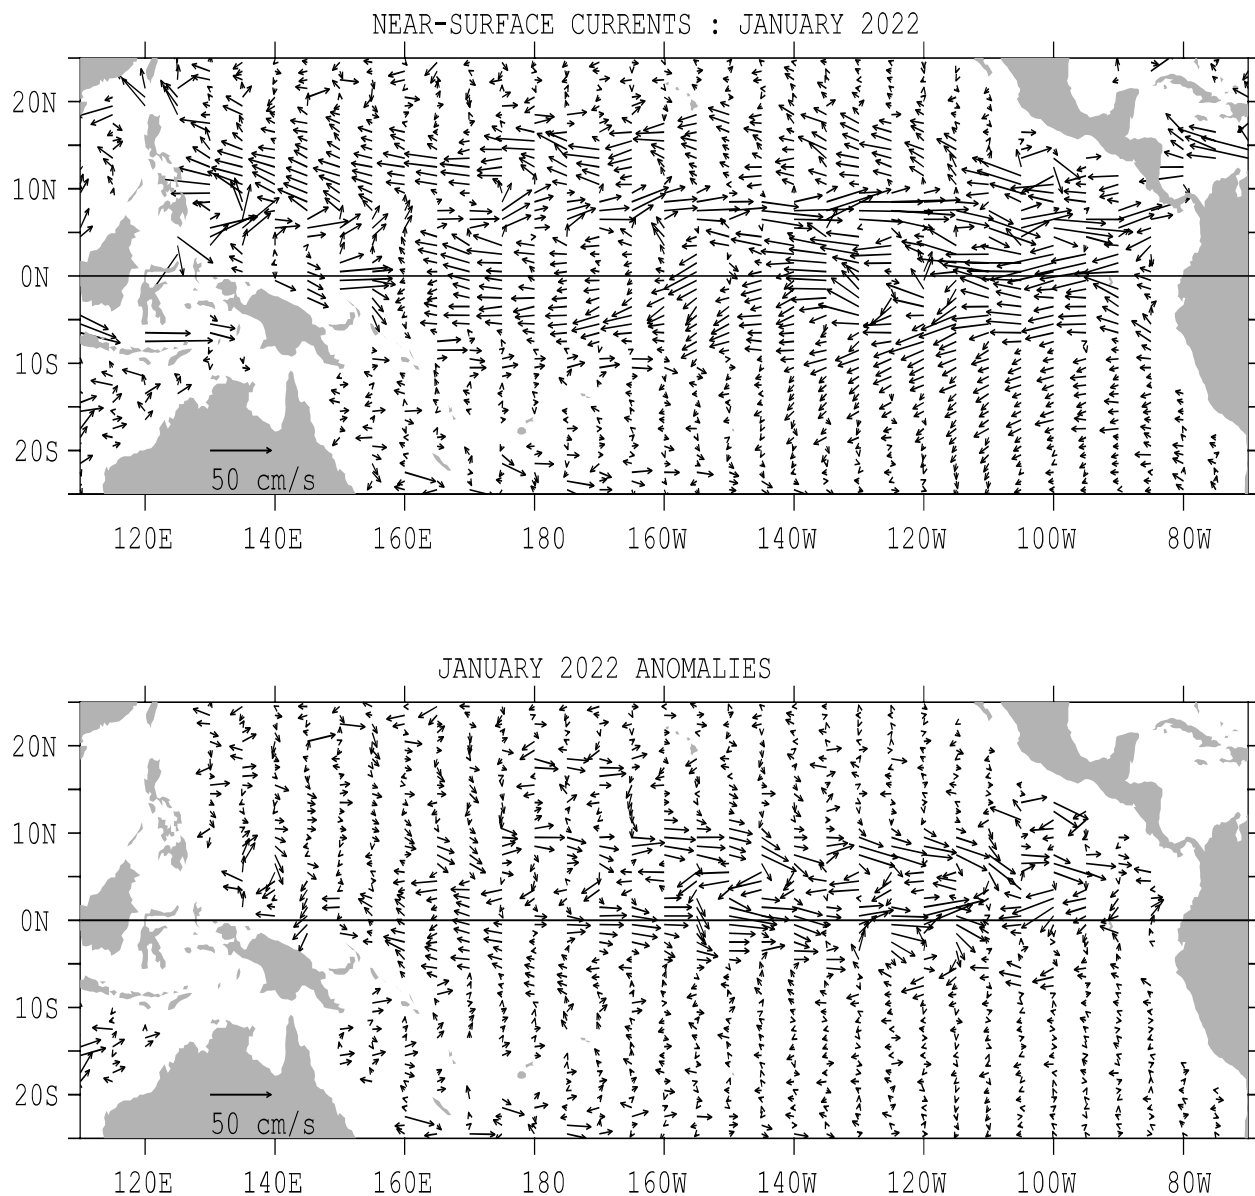 NEAR-SURFACE CURRENTS : JANUARY 2022
20N
10N
0N
10S
20S
50 cm/s
120E 140E 160E 180 160W 140W 120W 100W 80W
JANUARY 2022 ANOMALIES
20N
10N
0N
10S
20S
50 cm/s
120E 140E 160E 180 160W 140W 120W 100W 80W